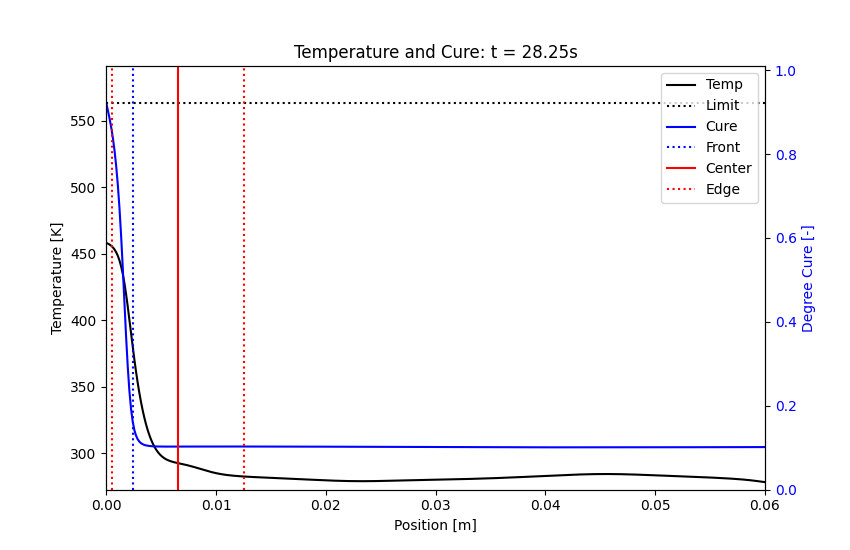 Temperature and Cure: t = 28.25s
Temperature [K]
550
500
450
400
350
300
Temp
Limit
Cure
Front
Center
Edge
1.0
0.8
0.6
0.4
0.2
0.0
Degree Cure [-]
0.00
0.01
0.02
0.03
0.04
0.05
0.06
Position [m]